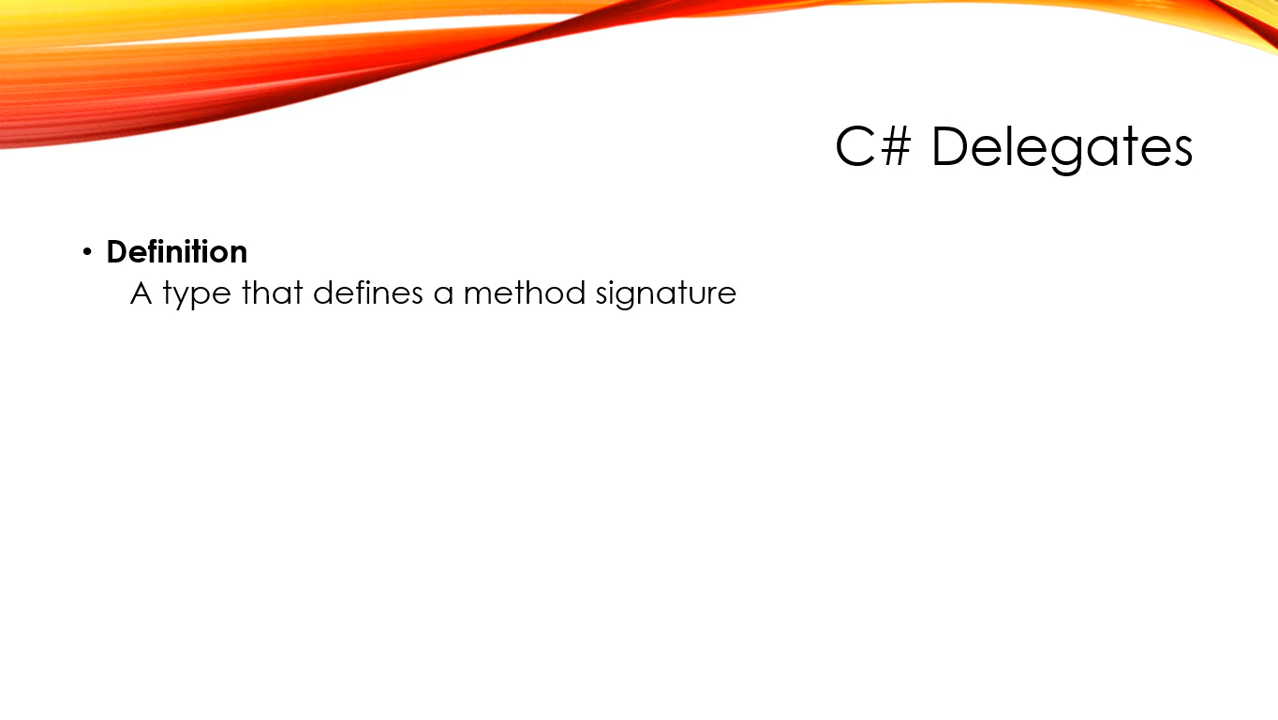 C# Delegates
• Definition
A type that defines a method signature